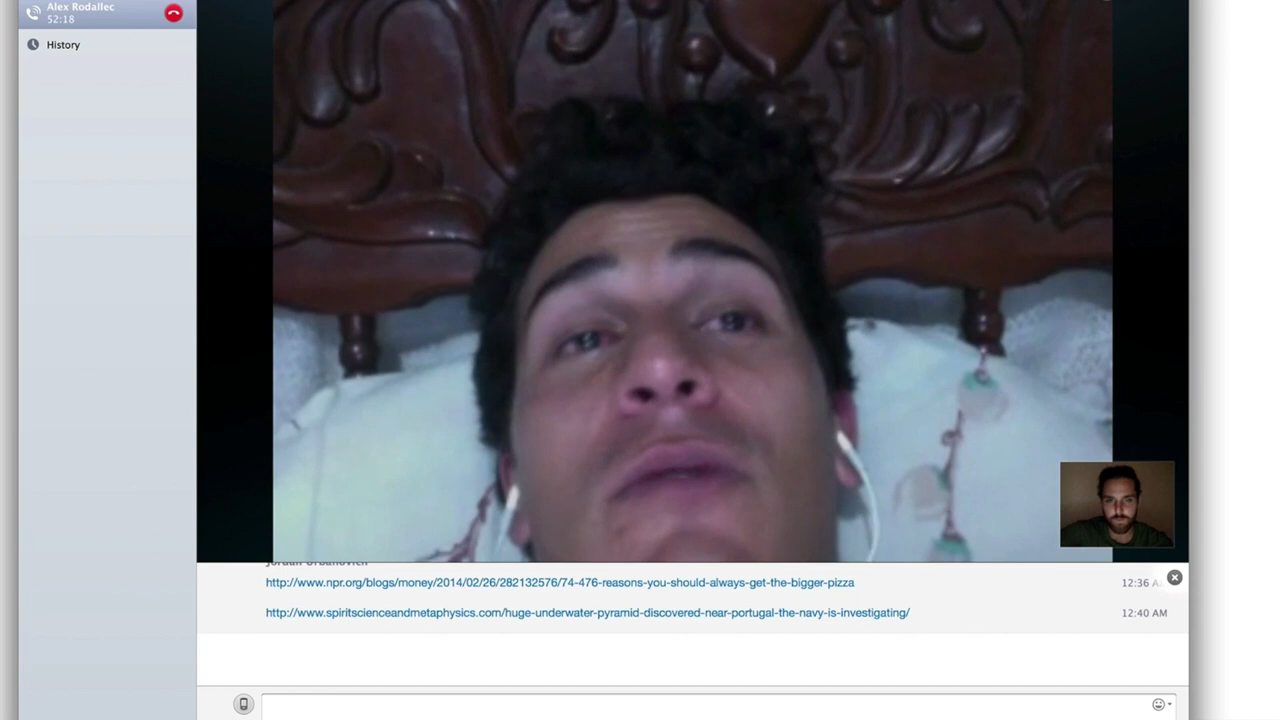 Alex Rodallec
52:18
History
http://www.npr.org/blogs/money/2014/02/26/282132576/74-476-reasons-you-should-always-get-the-bigger-pizza
12:36 A
http://www.spiritscienceandmetaphysics.com/huge-underwater-pyramid-discovered-near-portugal-the-navy-is-investigating/
12:40 AM